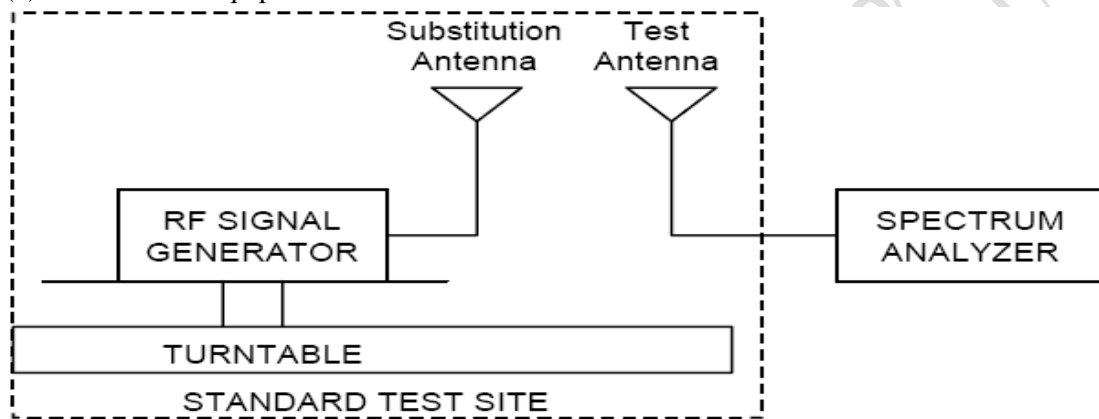 Substitution Test
Antenna Antenna
RF SIGNAL
GENERATOR
SPECTRUM
ANALYZER
TURNTABLE
STANDARD TEST SITE